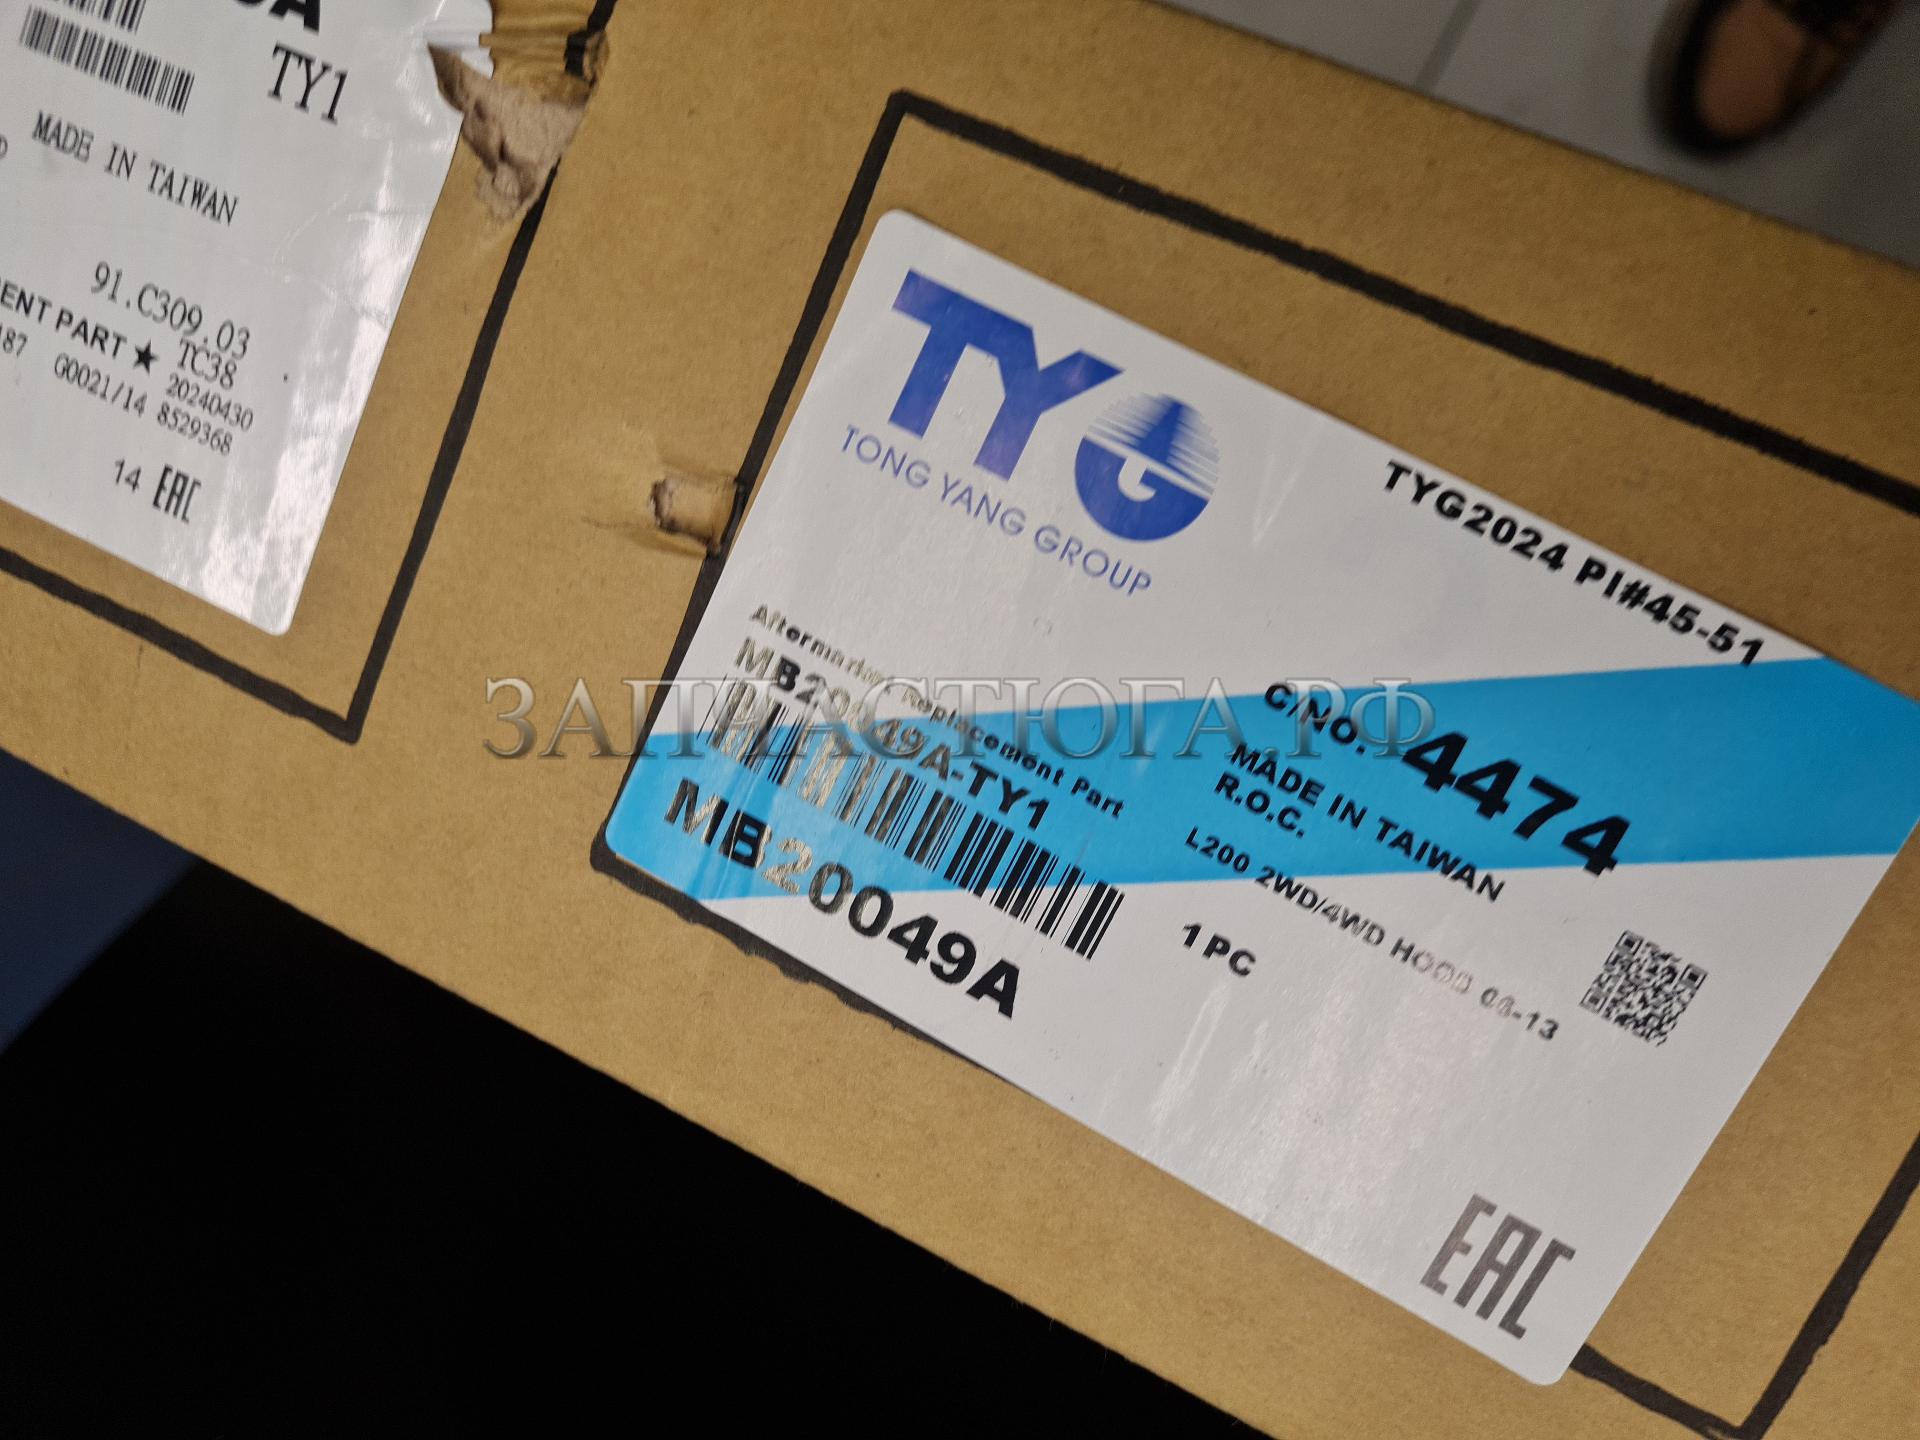 TY1
MADE IN TAIWAN
91.C309.03
ENT PART ★ TC38
187 20240430
G0021/14 8529368
14 EAC
TYG
TONG YANG GROUP
TYG2024 PI#45-51
Aftermarket Replacement Part
MB20049A-TY1
MB20049A
C/NO. 4474
MADE IN TAIWAN
R.O.C.
L200 2WD/4WD HOOD 06-13
1 PC
EAC
ЗАПЧАСТЮГА.РФ